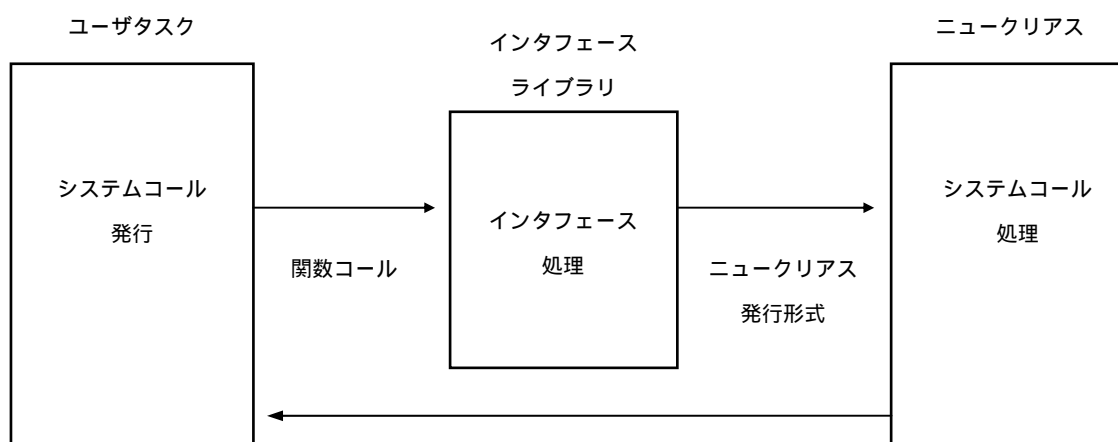 ユーザタスク
インタフェース
ライブラリ
ニュークリアス
システムコール
発行
関数コール
インタフェース
処理
ニュークリアス
発行形式
システムコール
処理